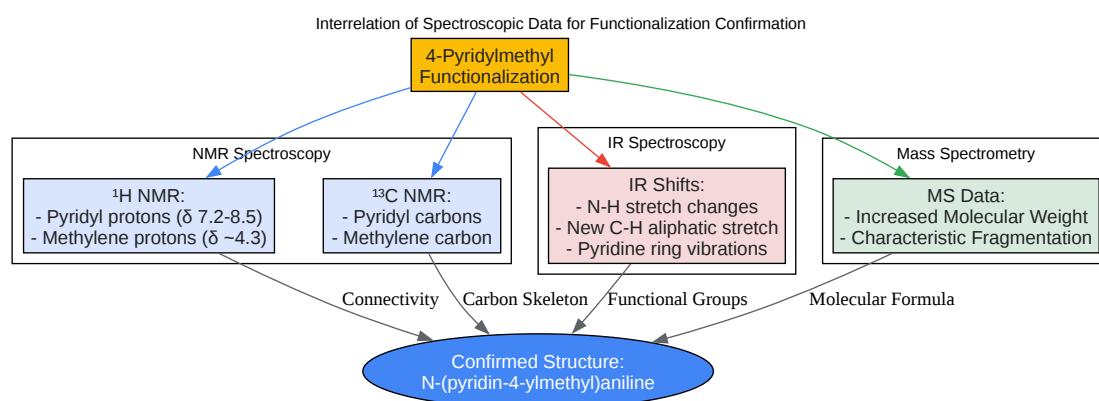 Interrelation of Spectroscopic Data for Functionalization Confirmation
4-Pyridylmethyl
Functionalization
NMR Spectroscopy
IR Spectroscopy
Mass Spectrometry
¹H NMR:
- Pyridyl protons (δ 7.2-8.5)
- Methylene protons (δ ~4.3)
¹³C NMR:
- Pyridyl carbons
- Methylene carbon
IR Shifts:
- N-H stretch changes
- New C-H aliphatic stretch
- Pyridine ring vibrations
MS Data:
- Increased Molecular Weight
- Characteristic Fragmentation
Connectivity
Carbon Skeleton
Functional Groups
Molecular Formula
Confirmed Structure:
N-(pyridin-4-ylmethyl)aniline